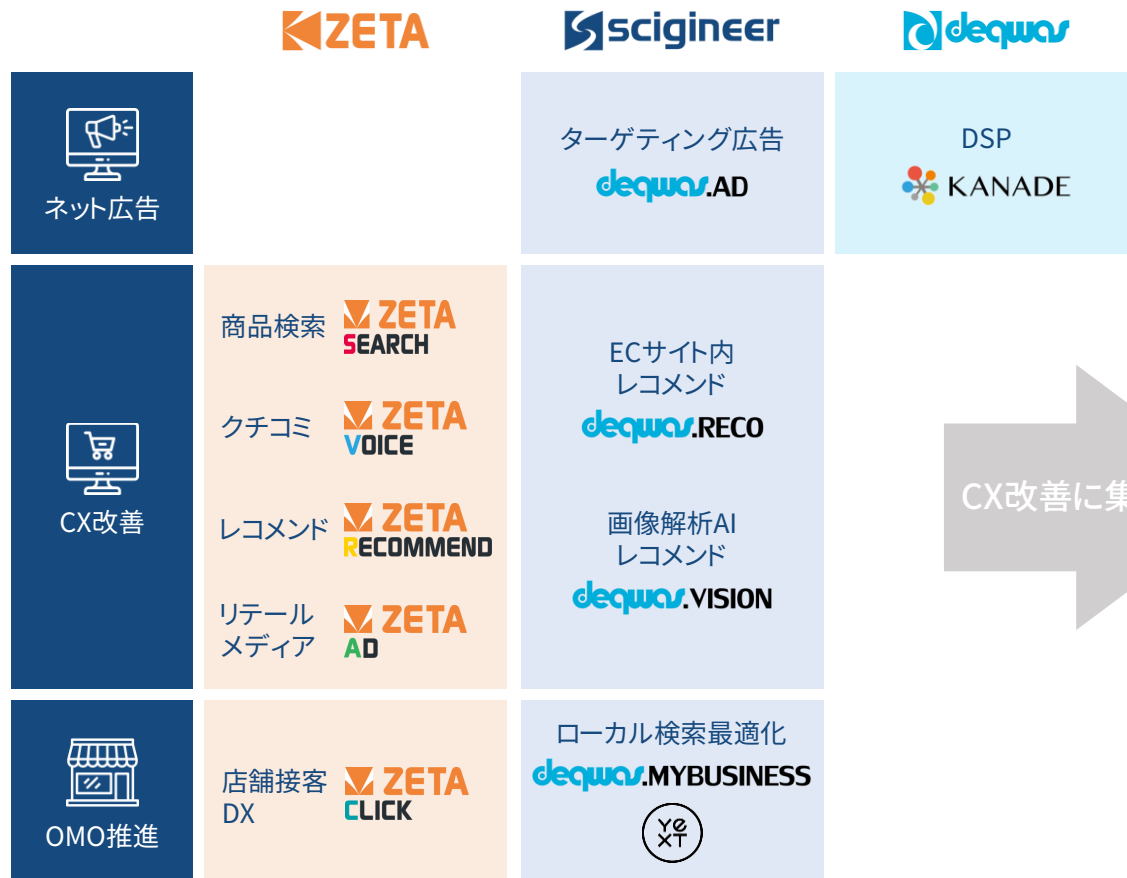 ZETA
scigineer
deqwas
ネット広告
ターゲティング広告
deqwas.AD
DSP
KANADE
CX改善
商品検索
ZETA
SEARCH
クチコミ
ZETA
VOICE
レコメンド
ZETA
RECOMMEND
リテール
メディア
ZETA
AD
ECサイト内
レコメンド
deqwas.RECO
画像解析AI
レコメンド
deqwas.VISION
CX改善に集
OMO推進
店舗接客
DX
ZETA
CLICK
ローカル検索最適化
deqwas.MYBUSINESS
yext